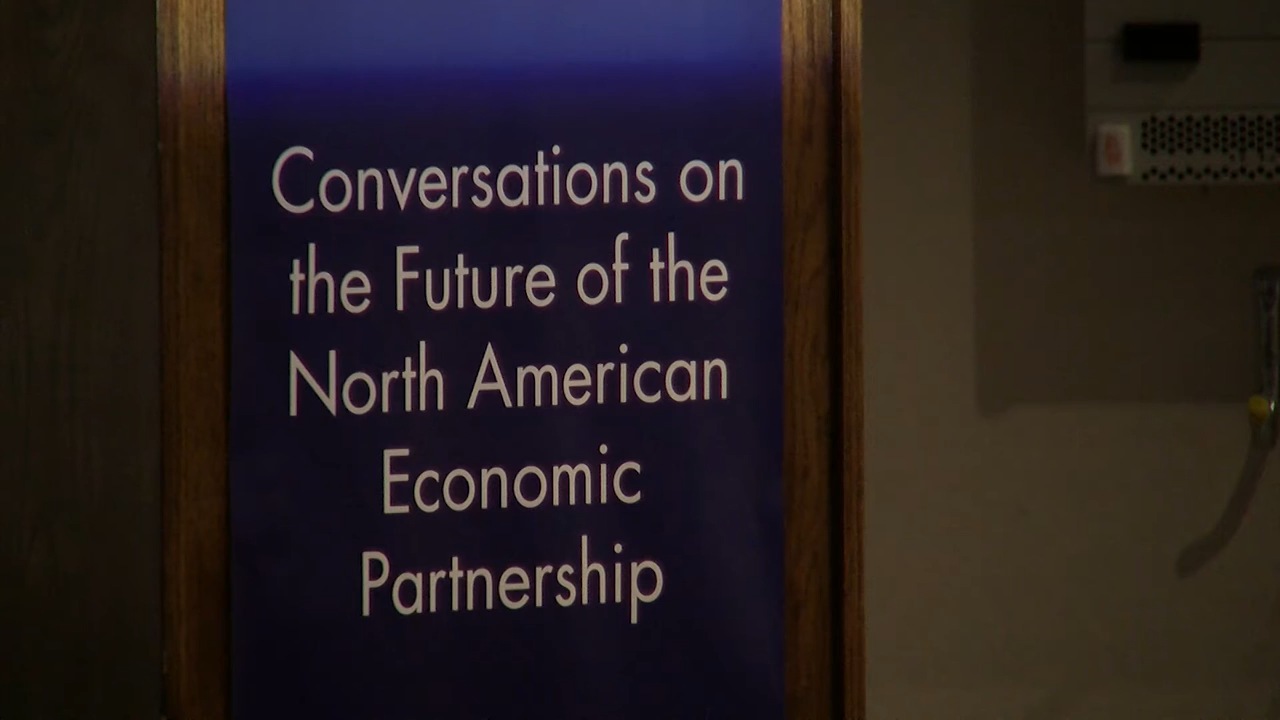 Conversations on
the Future of the
North American
Economic
Partnership